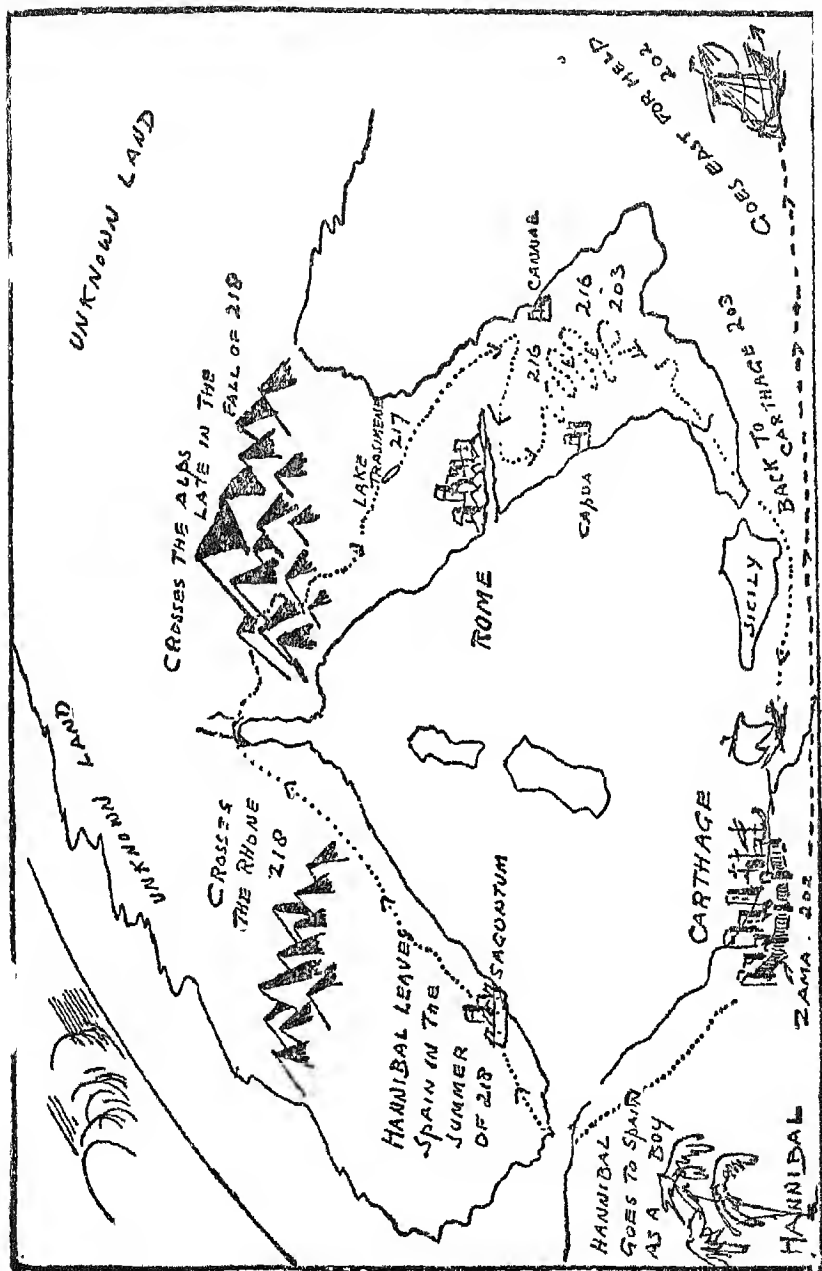 UNKNOWN LAND
UNKNOWN LAND
CROSSES THE ALPS
LATE IN THE
FALL OF 218
CROSSES
THE RHONE
218
HANNIBAL LEAVES
SPAIN IN THE
SUMMER
OF 218
SAGONTUM
LAKE
TRASIMENE
217
ROME
CANNAE
216
216
203
CAPUA
SICILY
BACK TO
CARTHAGE 203
GOES EAST FOR HELP
202
CARTHAGE
ZAMA. 202
HANNIBAL
GOES TO SPAIN
AS A
BOY
HANNIBAL